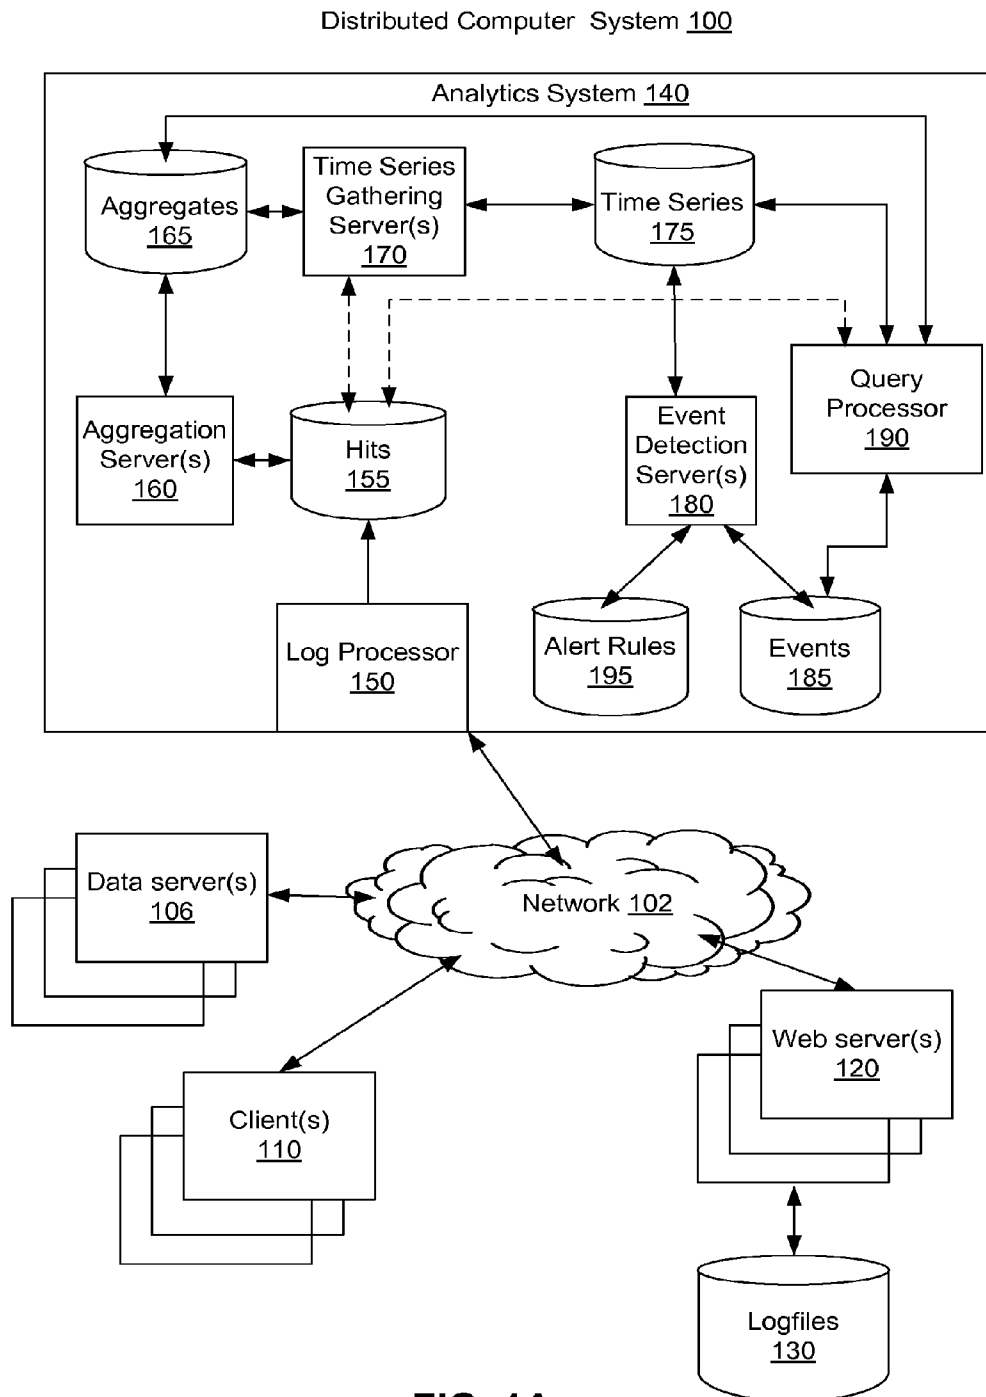 Distributed Computer System 100
Analytics System 140
Aggregates
165
Time Series
Gathering
Server(s)
170
Time Series
175
Aggregation
Server(s)
160
Hits
155
Event
Detection
Server(s)
180
Query
Processor
190
Log Processor
150
Alert Rules
195
Events
185
Data server(s)
106
Network 102
Client(s)
110
Web server(s)
120
Logfiles
130